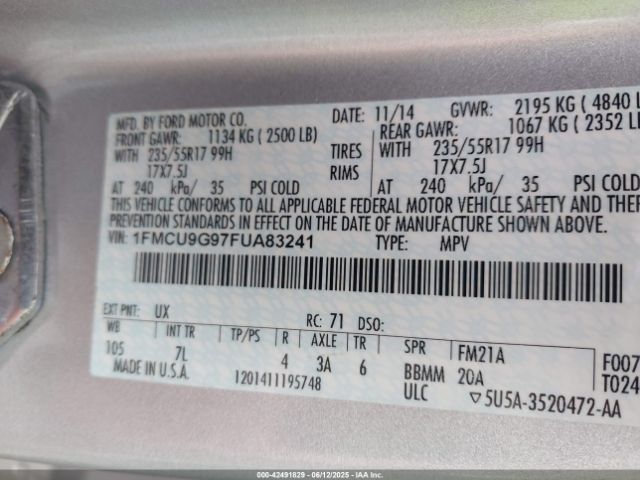 MFD. BY FORD MOTOR CO. DATE: 11/14 GVWR: 2195 KG ( 4840 L
FRONT GAWR: 1134 KG ( 2500 LB) REAR GAWR: 1067 KG ( 2352 LB
WITH 235/55R17 99H TIRES WITH 235/55R17 99H
17X7.5J RIMS 17X7.5J
AT 240 kPa/ 35 PSI COLD AT 240 kPa/ 35 PSI COLD
THIS VEHICLE CONFORMS TO ALL APPLICABLE FEDERAL MOTOR VEHICLE SAFETY AND THEFT
PREVENTION STANDARDS IN EFFECT ON THE DATE OF MANUFACTURE SHOWN ABOVE.
VIN: 1FMCU9G97FUA83241 TYPE: MPV
EXT PNT: UX RC: 71 DSO:
WB INT TR TP/PS R AXLE TR SPR FM21A F007
105 7L 4 3A 6 BBMM 20A T024
MADE IN U.S.A. 1201411195748 ULC ▽5U5A-3520472-AA
000-42491829 - 06/12/2025 - IAAI.COM